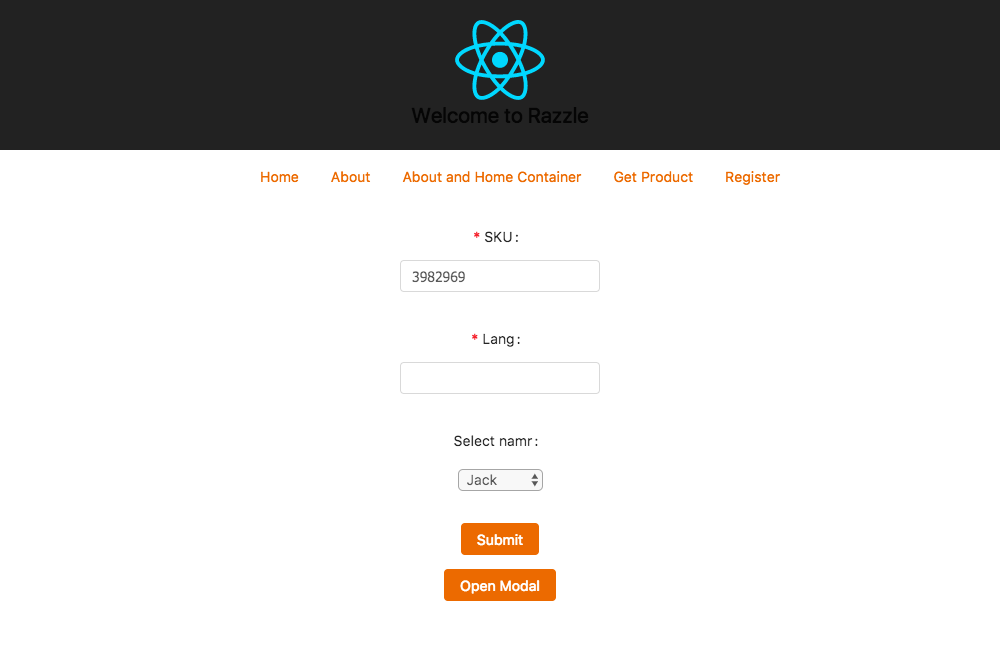 Welcome to Razzle
Home About About and Home Container Get Product Register
* SKU:
3982969
* Lang:
Select namr:
Jack
Submit
Open Modal